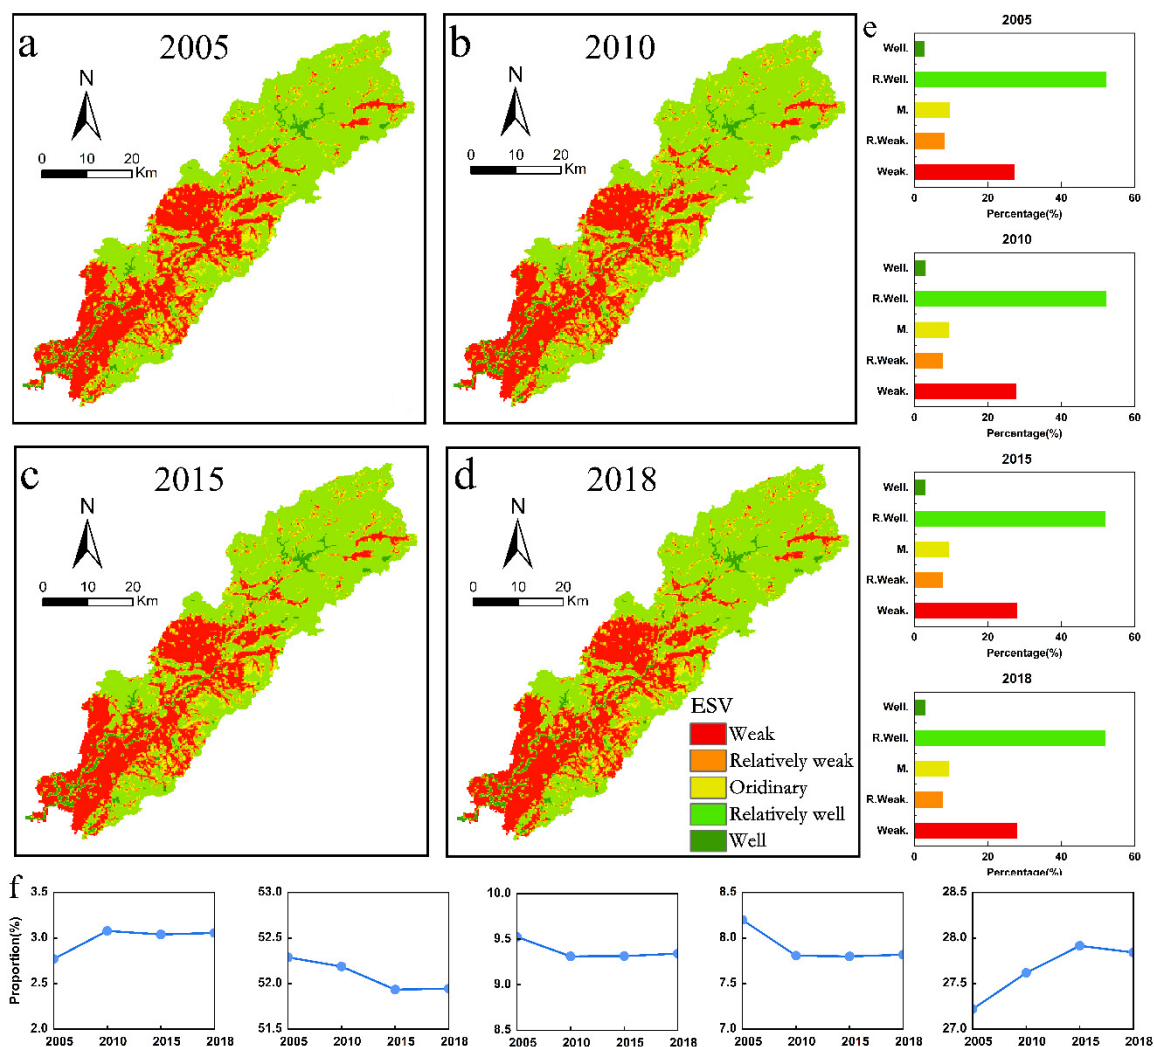 a
2005
N
0 10 20
Km
b
2010
N
0 10 20
Km
c
2015
N
0 10 20
Km
d
2018
N
0 10 20
Km
ESV
Weak
Relatively weak
Oridinary
Relatively well
Well
e
2005
Well.
R.Well.
M.
R.Weak.
Weak.
0 20 40 60
Percentage(%)
2010
Well.
R.Well.
M.
R.Weak.
Weak.
0 20 40 60
Percentage(%)
2015
Well.
R.Well.
M.
R.Weak.
Weak.
0 20 40 60
Percentage(%)
2018
Well.
R.Well.
M.
R.Weak.
Weak.
0 20 40 60
Percentage(%)
f
Proportion(%)
3.5
3.0
2.5
2.0
2005 2010 2015 2018
53.0
52.5
52.0
51.5
2005 2010 2015 2018
10.0
9.5
9.0
8.5
2005 2010 2015 2018
8.5
8.0
7.5
7.0
2005 2010 2015 2018
28.5
28.0
27.5
27.0
2005 2010 2015 2018